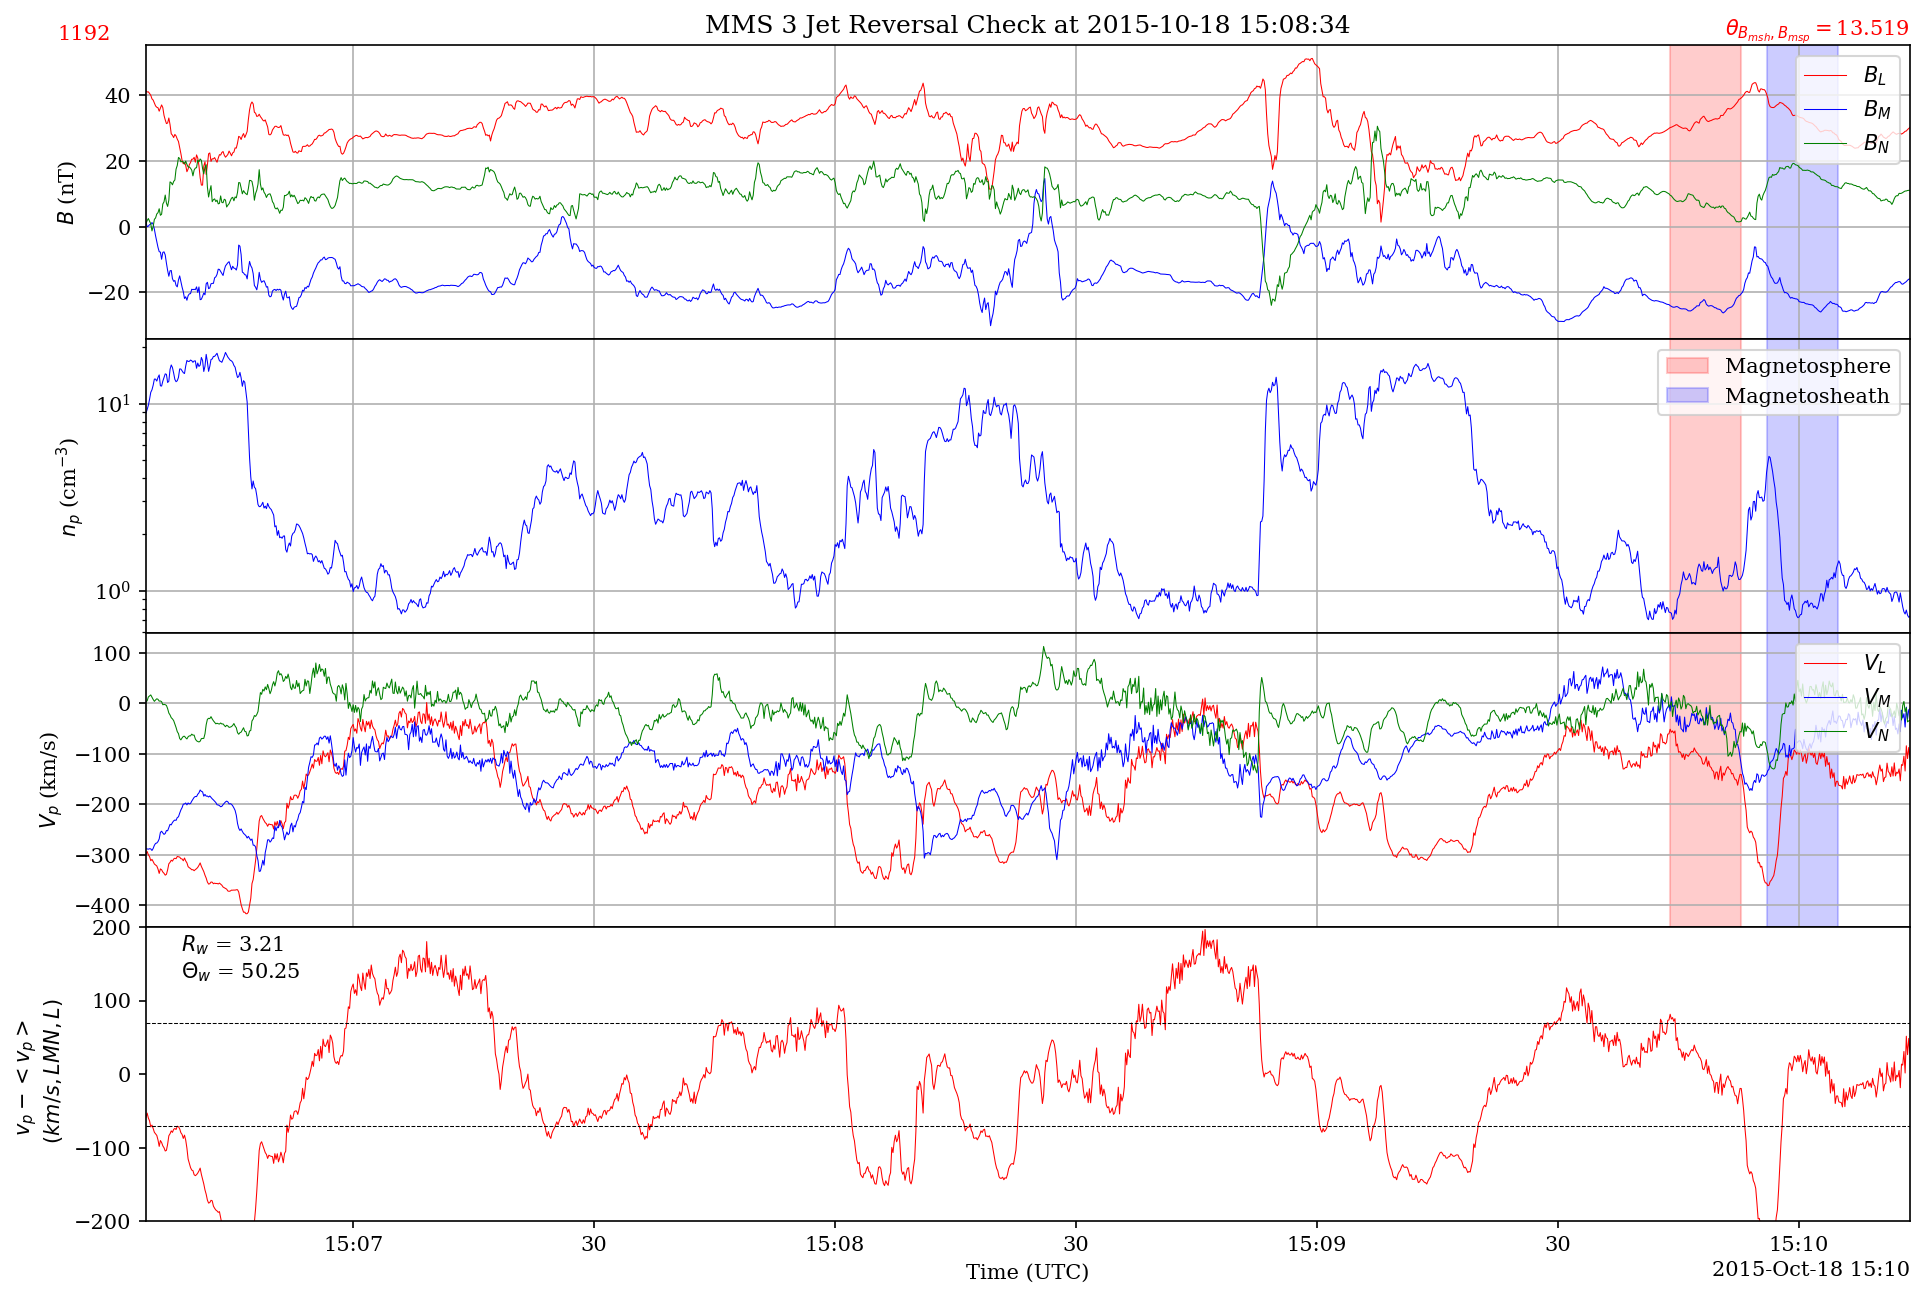 1192
MMS 3 Jet Reversal Check at 2015-10-18 15:08:34
θ_{B_{msh}, B_{msp}} = 13.519
B (nT)
40
20
0
−20
B_L
B_M
B_N
n_p (cm^{−3})
10^1
10^0
Magnetosphere
Magnetosheath
V_p (km/s)
100
0
−100
−200
−300
−400
V_L
V_M
V_N
v_p − < v_p >
(km/s, LMN, L)
200
100
0
−100
−200
R_w = 3.21
Θ_w = 50.25
15:07
30
15:08
30
15:09
30
15:10
Time (UTC)
2015-Oct-18 15:10